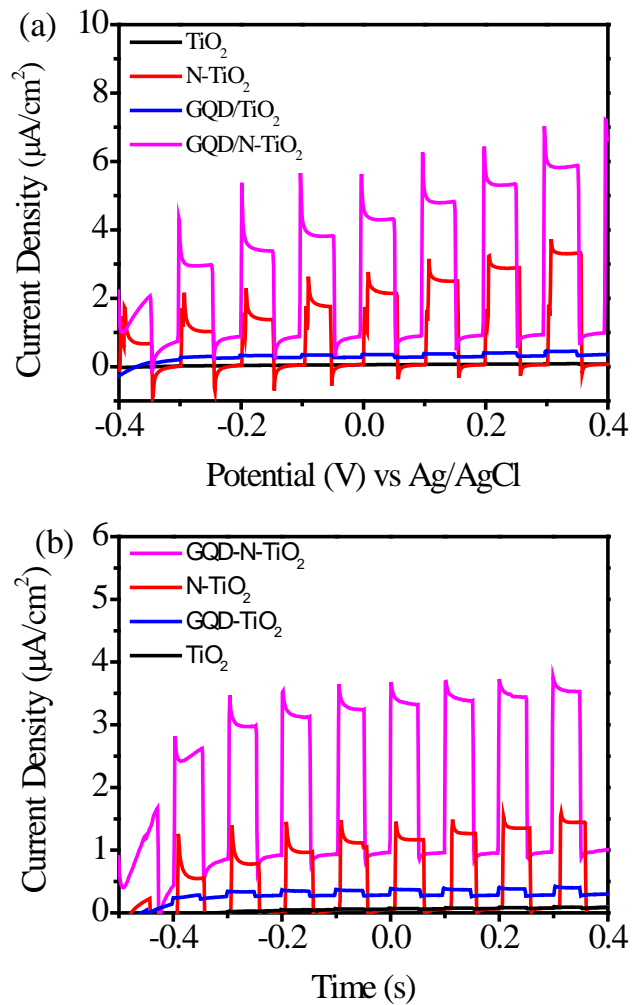 (a)
TiO₂
N-TiO₂
GQD/TiO₂
GQD/N-TiO₂
10
8
6
4
2
0
Current Density (μA/cm²)
-0.4 -0.2 0.0 0.2 0.4
Potential (V) vs Ag/AgCl
(b)
GQD-N-TiO₂
N-TiO₂
GQD-TiO₂
TiO₂
6
5
4
3
2
1
0
Current Density (μA/cm²)
-0.4 -0.2 0.0 0.2 0.4
Time (s)